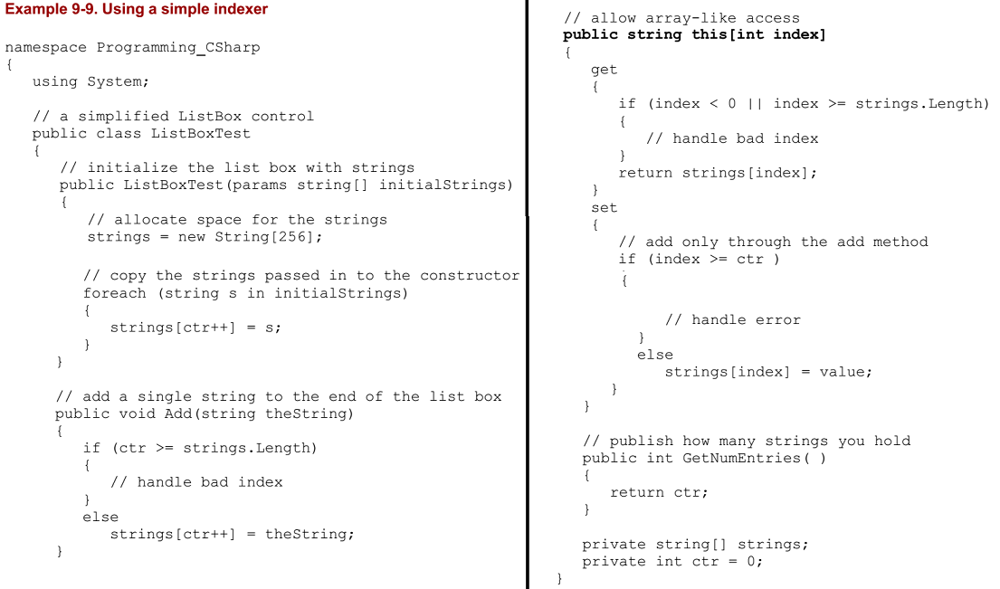 Example 9-9. Using a simple indexer
namespace Programming_CSharp
{
   using System;
   // a simplified ListBox control
   public class ListBoxTest
   {
      // initialize the list box with strings
      public ListBoxTest(params string[] initialStrings)
      {
         // allocate space for the strings
         strings = new String[256];
         // copy the strings passed in to the constructor
         foreach (string s in initialStrings)
         {
            strings[ctr++] = s;
         }
      }
      // add a single string to the end of the list box
      public void Add(string theString)
      {
         if (ctr >= strings.Length)
         {
            // handle bad index
         }
         else
            strings[ctr++] = theString;
      }
      // allow array-like access
      public string this[int index]
      {
         get
         {
            if (index < 0 || index >= strings.Length)
            {
               // handle bad index
            }
            return strings[index];
         }
         set
         {
            // add only through the add method
            if (index >= ctr )
            {
               // handle error
            }
            else
               strings[index] = value;
         }
      }
      // publish how many strings you hold
      public int GetNumEntries( )
      {
         return ctr;
      }
      private string[] strings;
      private int ctr = 0;
   }